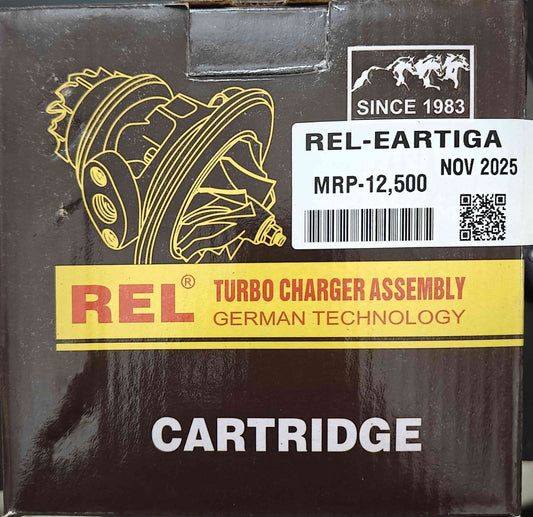 SINCE 1983
REL-EARTIGA
NOV 2025
MRP-12,500
REL® TURBO CHARGER ASSEMBLY
GERMAN TECHNOLOGY
CARTRIDGE